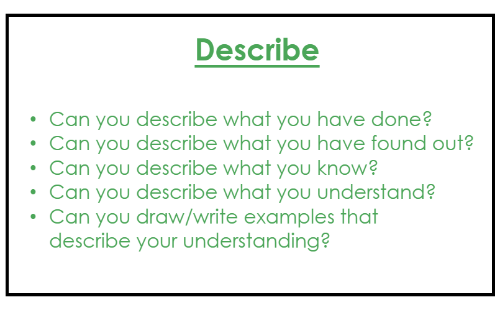 Describe
• Can you describe what you have done?
• Can you describe what you have found out?
• Can you describe what you know?
• Can you describe what you understand?
• Can you draw/write examples that
describe your understanding?